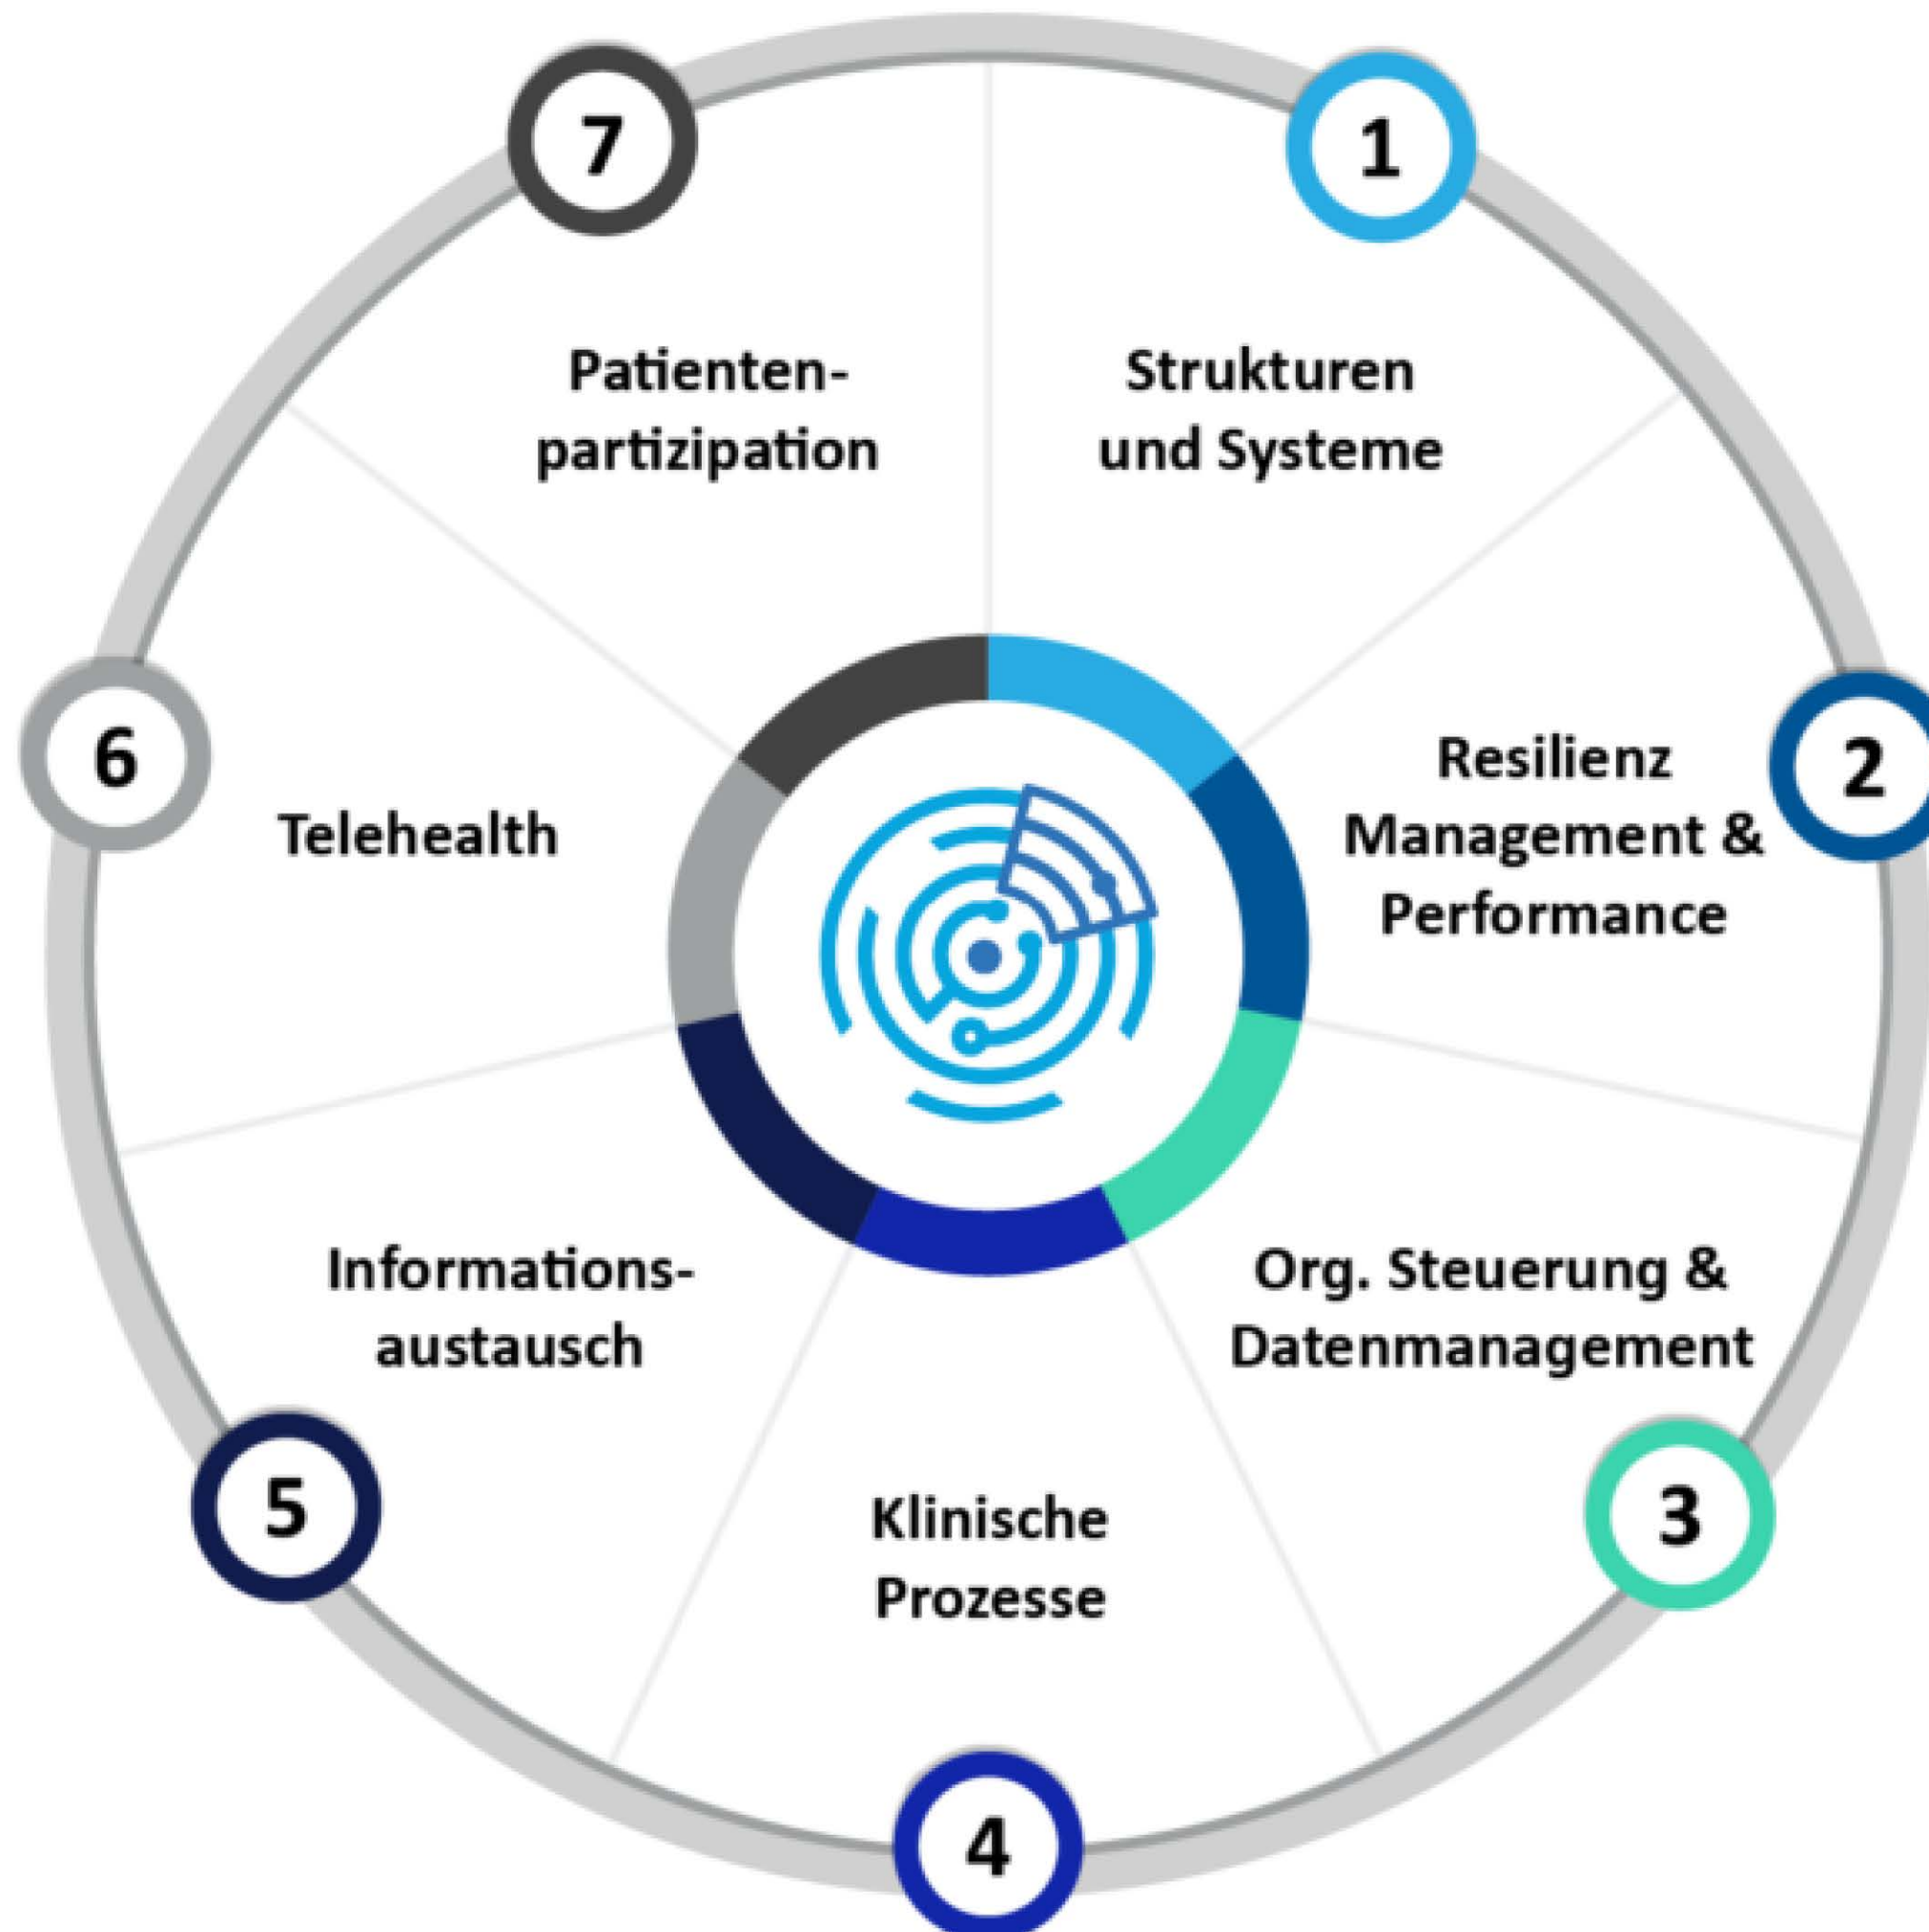 1
Strukturen
und Systeme
2
Resilienz
Management &
Performance
3
Org. Steuerung &
Datenmanagement
4
Klinische
Prozesse
5
Informations-
austausch
6
Telehealth
7
Patienten-
partizipation